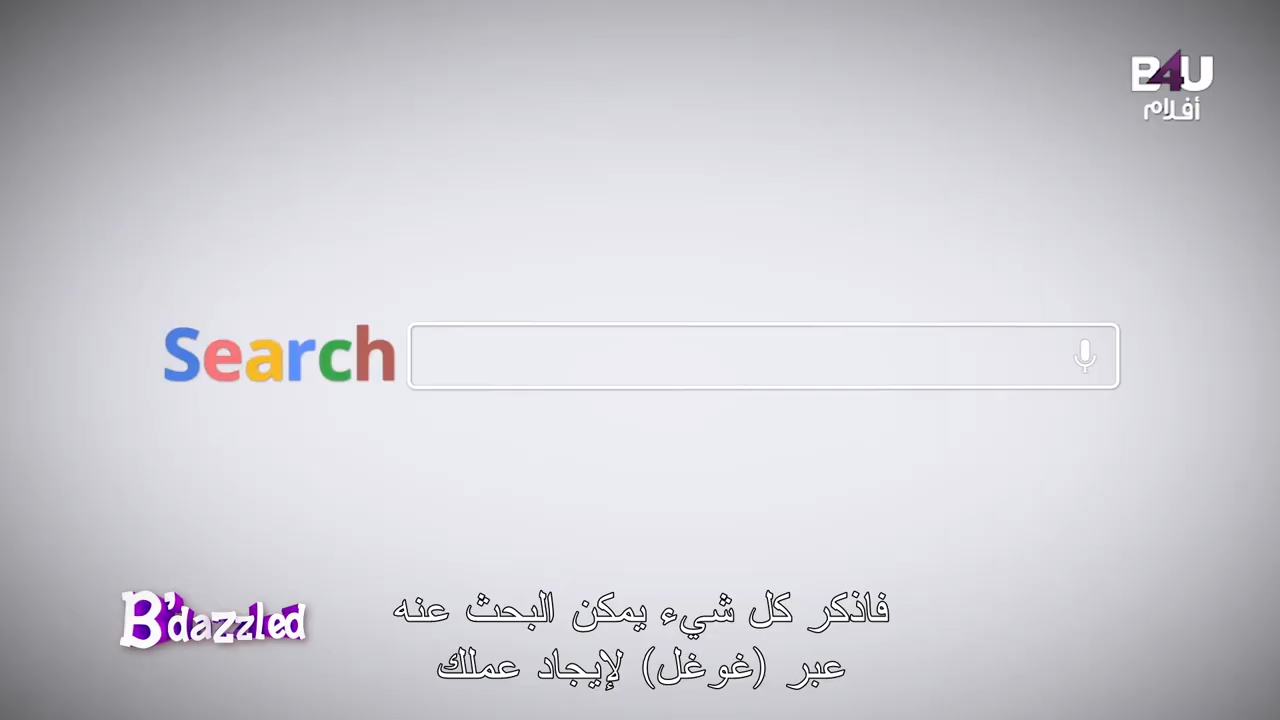 B4U
أفلام
Search
B'dazzled
فاذكر كل شيء يمكن البحث عنه
عبر (غوغل) لإيجاد عملك